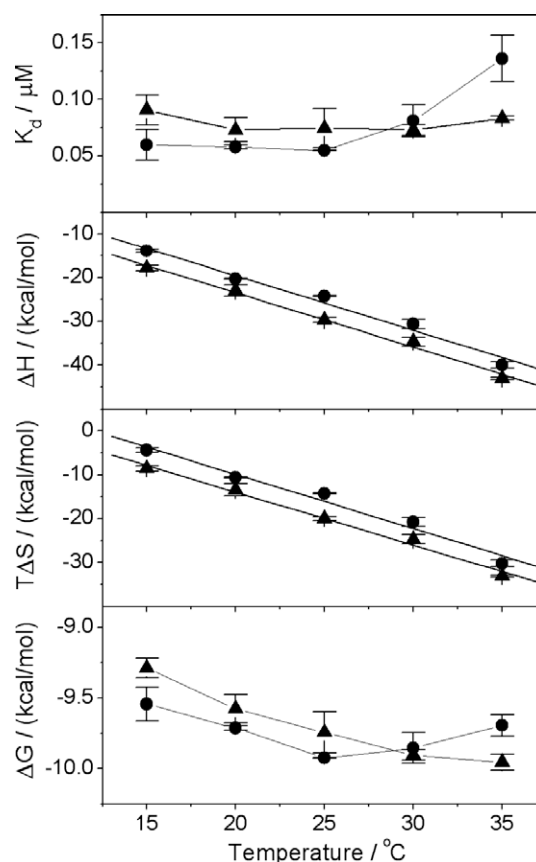 K_d / μM
0.15
0.10
0.05
ΔH / (kcal/mol)
-10
-20
-30
-40
TΔS / (kcal/mol)
0
-10
-20
-30
ΔG / (kcal/mol)
-9.0
-9.5
-10.0
15 20 25 30 35
Temperature / °C